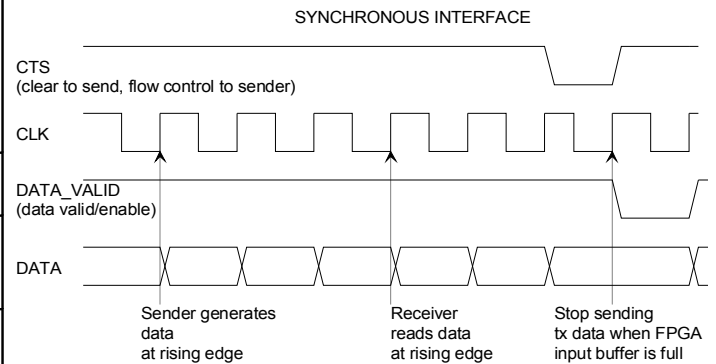 SYNCHRONOUS INTERFACE
CTS
(clear to send, flow control to sender)
CLK
DATA_VALID
(data valid/enable)
DATA
Sender generates
data
at rising edge
Receiver
reads data
at rising edge
Stop sending
tx data when FPGA
input buffer is full